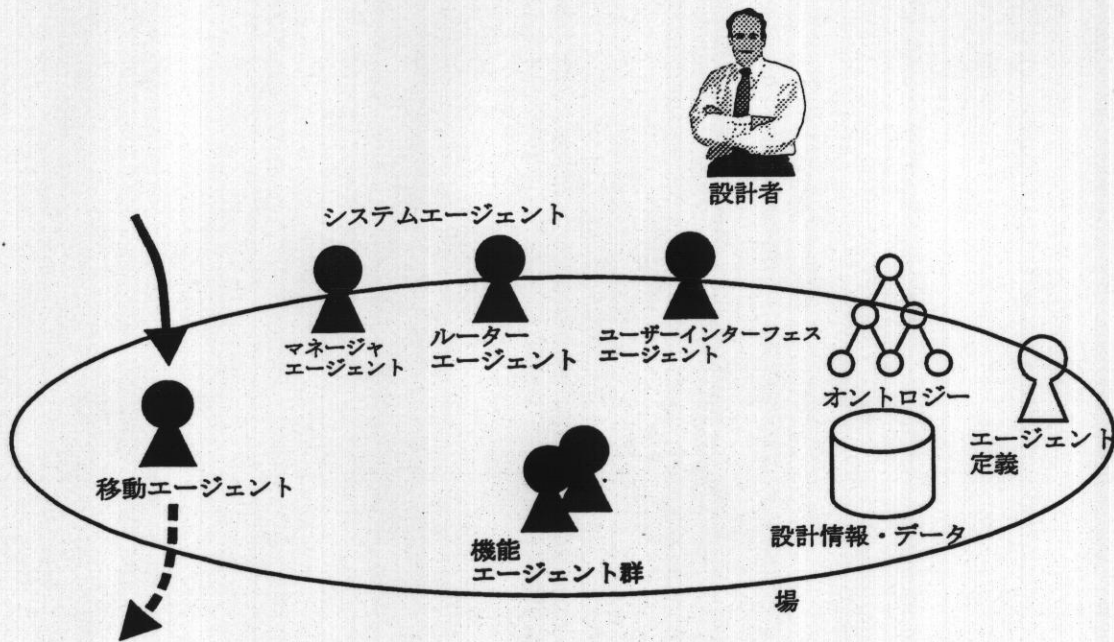 設計者
システムエージェント
マネージャ
エージェント
ルーター
エージェント
ユーザーインターフェス
エージェント
オントロジー
エージェント
定義
移動エージェント
設計情報・データ
機能
エージェント群
場